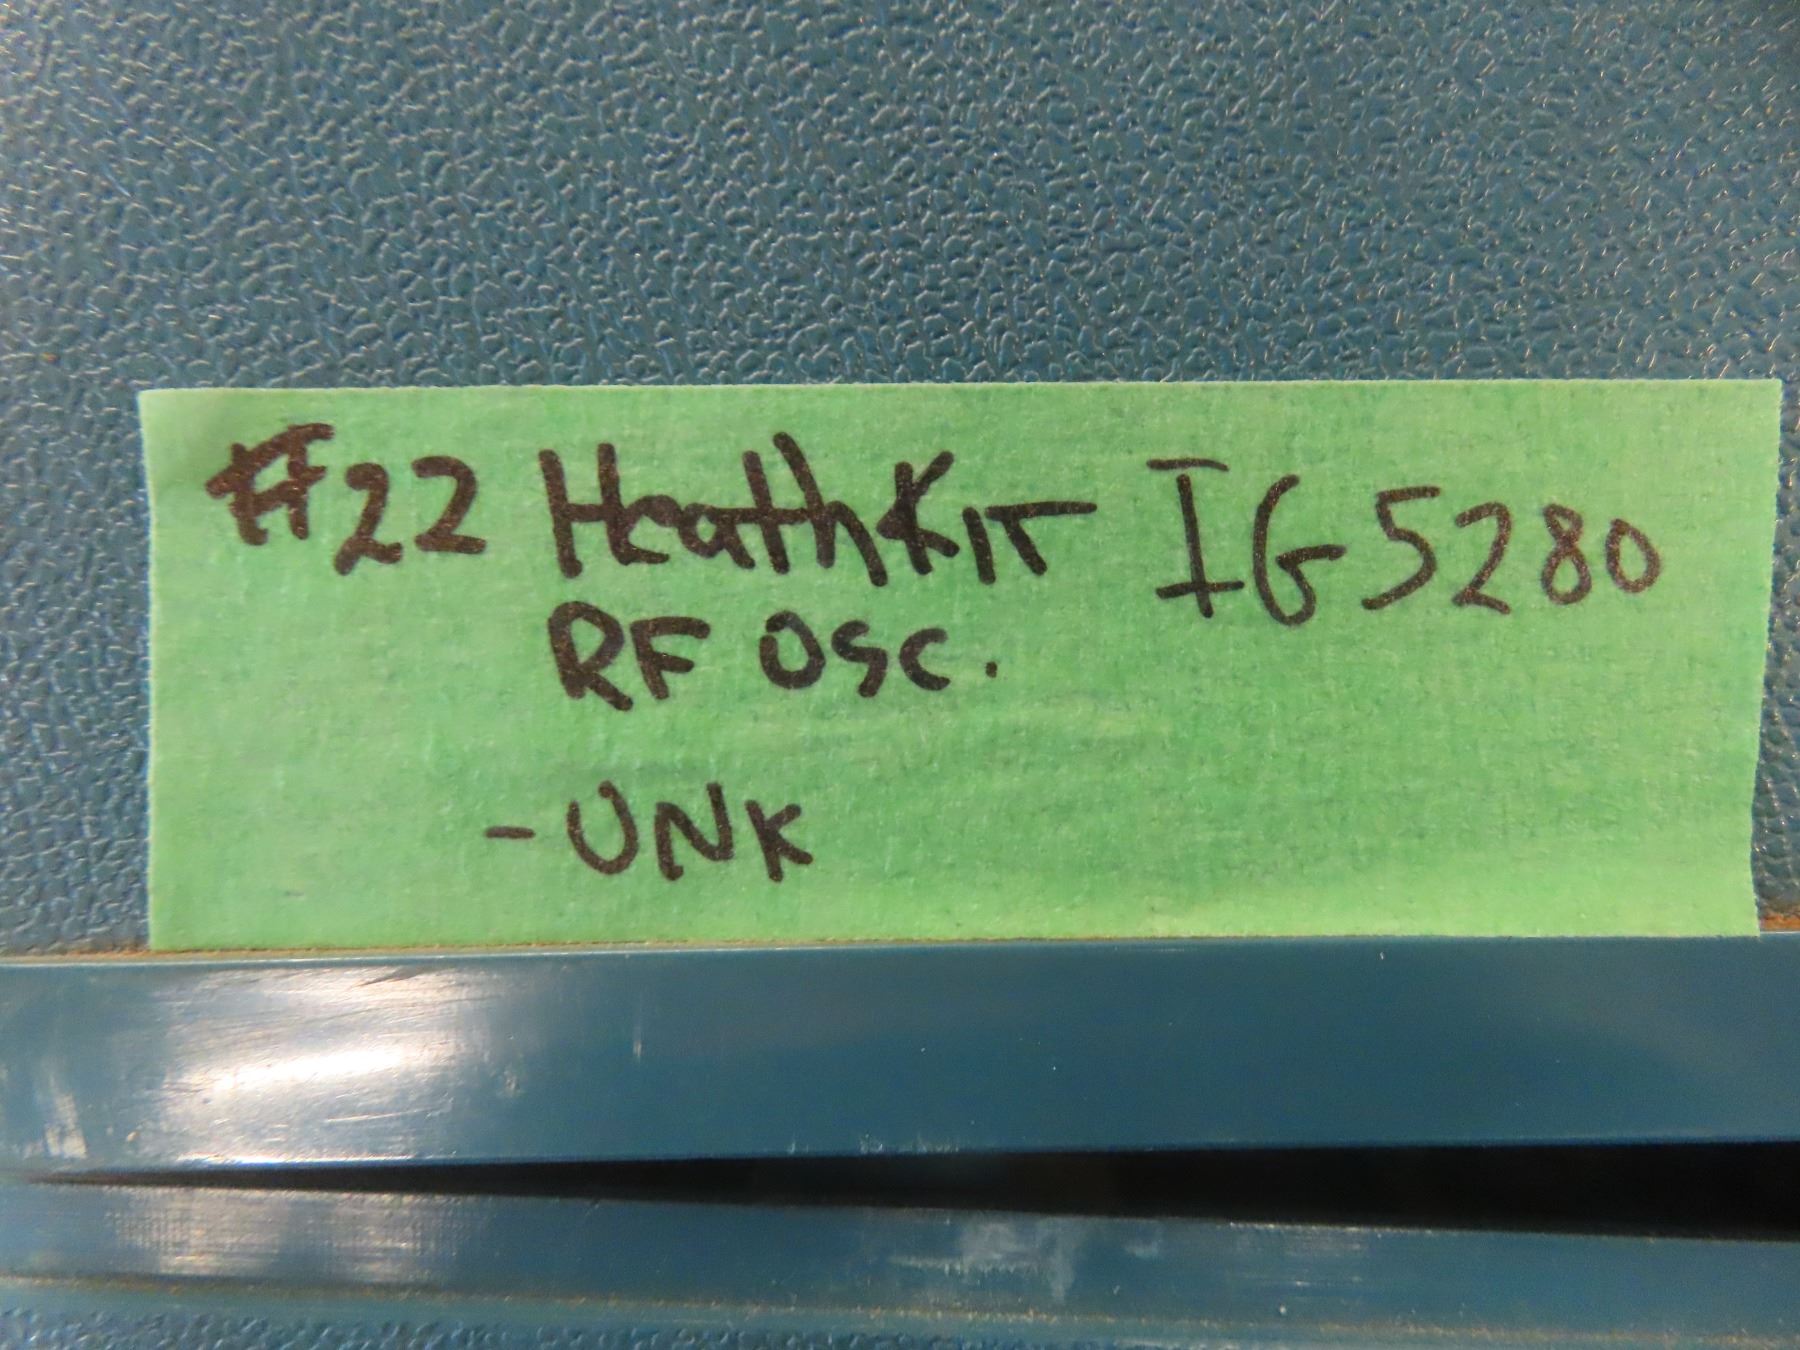 #22 HeathKit IG5280
RF OSC.
- UNK